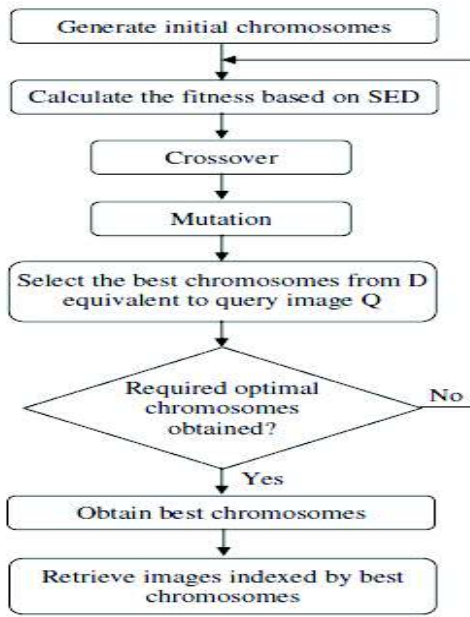 Generate initial chromosomes
Calculate the fitness based on SED
Crossover
Mutation
Select the best chromosomes from D
equivalent to query image Q
Required optimal
chromosomes
obtained?
No
Yes
Obtain best chromosomes
Retrieve images indexed by best
chromosomes